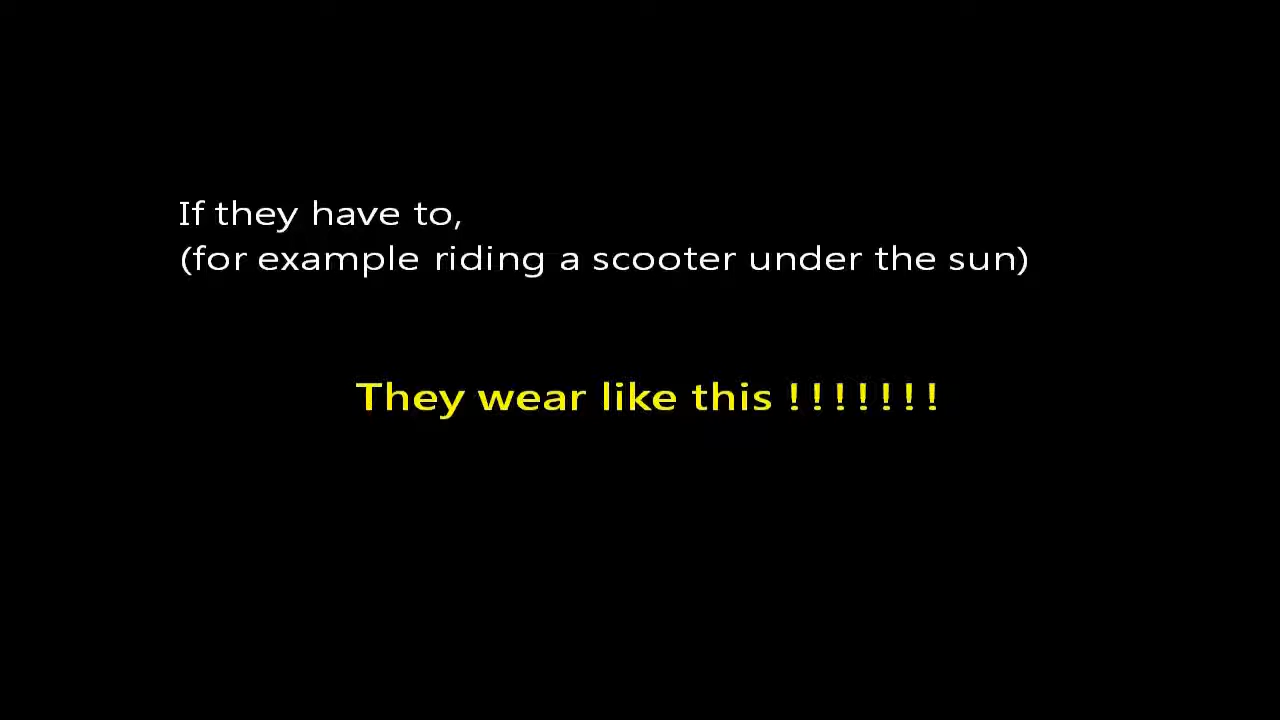 If they have to,
(for example riding a scooter under the sun)
They wear like this ! ! ! ! ! ! !